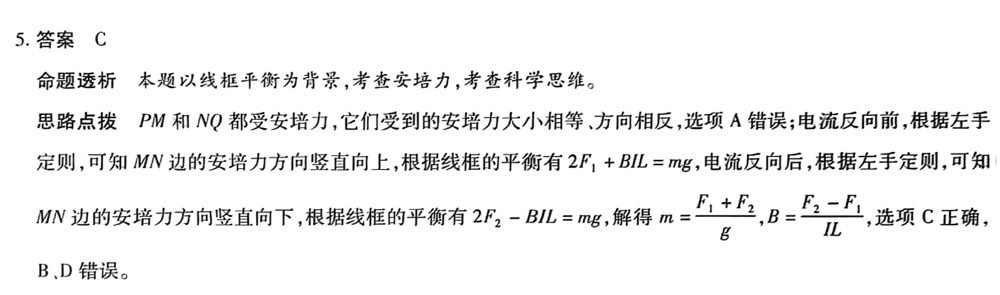 5. 答案 C
命题透析 本题以线框平衡为背景,考查安培力,考查科学思维。
思路点拨 PM 和 NQ 都受安培力,它们受到的安培力大小相等、方向相反,选项 A 错误;电流反向前,根据左手
定则,可知 MN 边的安培力方向竖直向上,根据线框的平衡有 2F₁ + BIL = mg,电流反向后,根据左手定则,可知
MN 边的安培力方向竖直向下,根据线框的平衡有 2F₂ - BIL = mg,解得 m = \frac{F₁ + F₂}{g}, B = \frac{F₂ - F₁}{IL},选项 C 正确,
B、D 错误。